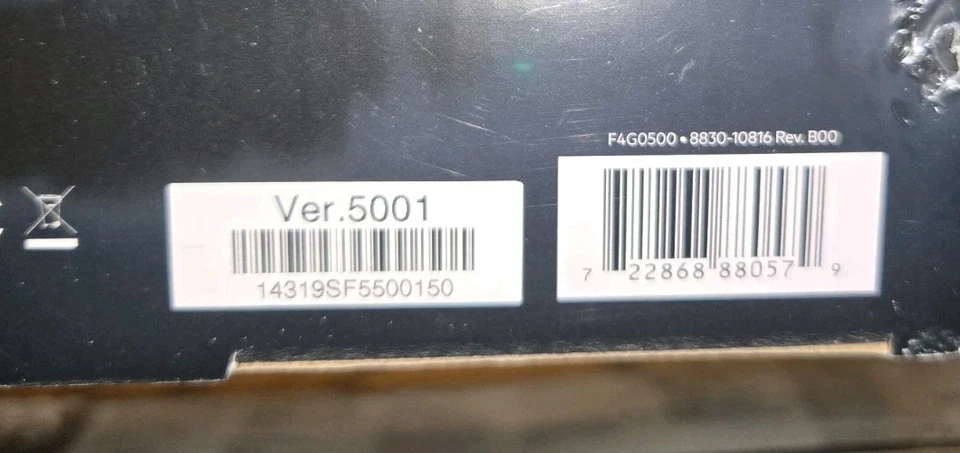 F4G0500 • 8830-10816 Rev. B00
Ver.5001
14319SF5500150
7 22868 88057 9